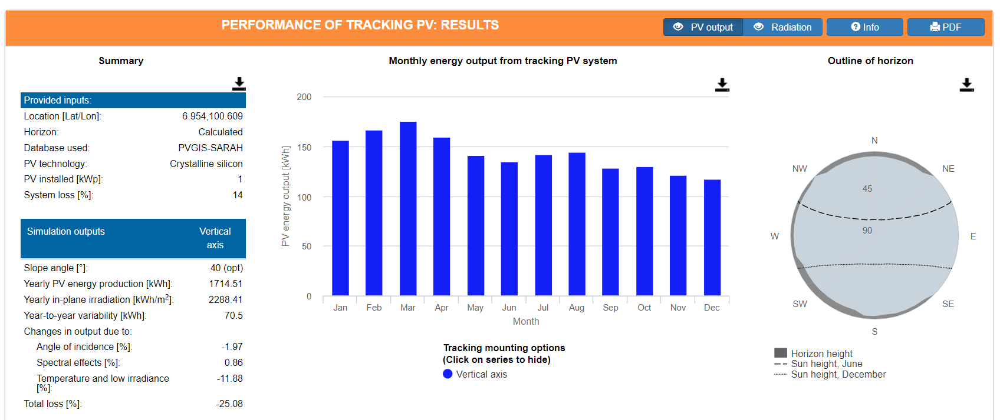 PERFORMANCE OF TRACKING PV: RESULTS
PV output
Radiation
Info
PDF
Summary
Provided inputs:
Location [Lat/Lon]: 6.954,100.609
Horizon: Calculated
Database used: PVGIS-SARAH
PV technology: Crystalline silicon
PV installed [kWp]: 1
System loss [%]: 14
Simulation outputs Vertical
axis
Slope angle [°]: 40 (opt)
Yearly PV energy production [kWh]: 1714.51
Yearly in-plane irradiation [kWh/m²]: 2288.41
Year-to-year variability [kWh]: 70.5
Changes in output due to:
Angle of incidence [%]: -1.97
Spectral effects [%]: 0.86
Temperature and low irradiance -11.88
[%]:
Total loss [%]: -25.08
Monthly energy output from tracking PV system
PV energy output [kWh]
200
150
100
50
0
Jan Feb Mar Apr May Jun Jul Aug Sep Oct Nov Dec
Month
Tracking mounting options
(Click on series to hide)
Vertical axis
Outline of horizon
N
NW NE
45
90
W E
SW SE
S
Horizon height
Sun height, June
Sun height, December